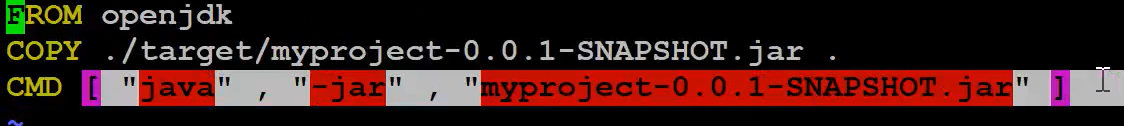 FROM openjdk
COPY ./target/myproject-0.0.1-SNAPSHOT.jar .
CMD [ "java" , "-jar" , "myproject-0.0.1-SNAPSHOT.jar" ]
~